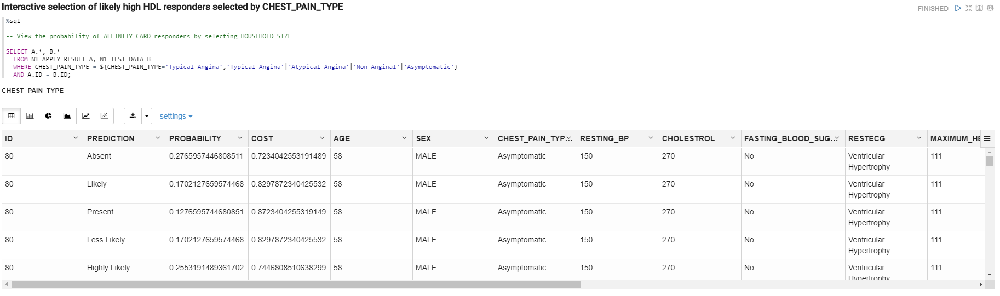 Interactive selection of likely high HDL responders selected by CHEST_PAIN_TYPE
FINISHED
%sql
-- View the probability of AFFINITY_CARD responders by selecting HOUSEHOLD_SIZE
SELECT A.*, B.*
FROM N1_APPLY_RESULT A, N1_TEST_DATA B
WHERE CHEST_PAIN_TYPE = ${CHEST_PAIN_TYPE='Typical Angina','Typical Angina'|'Atypical Angina'|'Non-Anginal'|'Asymptomatic'}
AND A.ID = B.ID;
CHEST_PAIN_TYPE
settings
ID PREDICTION PROBABILITY COST AGE SEX CHEST_PAIN_TYP... RESTING_BP CHOLESTROL FASTING_BLOOD_SUG... RESTECG MAXIMUM_HE
80 Absent 0.2765957446808511 0.7234042553191489 58 MALE Asymptomatic 150 270 No Ventricular 111
Hypertrophy
80 Likely 0.1702127659574468 0.8297872340425532 58 MALE Asymptomatic 150 270 No Ventricular 111
Hypertrophy
80 Present 0.1276595744680851 0.8723404255319149 58 MALE Asymptomatic 150 270 No Ventricular 111
Hypertrophy
80 Less Likely 0.1702127659574468 0.8297872340425532 58 MALE Asymptomatic 150 270 No Ventricular 111
Hypertrophy
80 Highly Likely 0.2553191489361702 0.7446808510638299 58 MALE Asymptomatic 150 270 No Ventricular 111
Hypertrophy